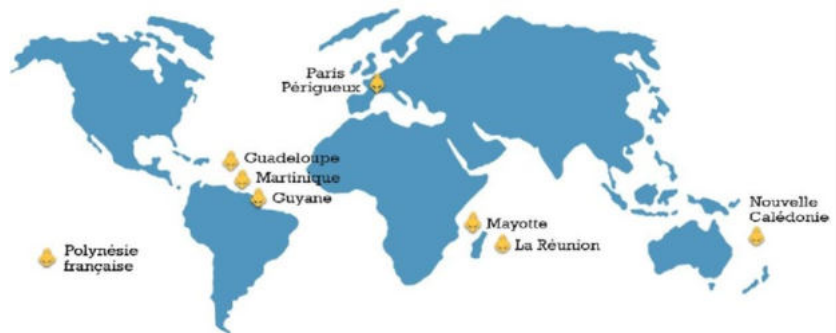 Paris
Périgueux
Guadeloupe
Martinique
Guyane
Mayotte
La Réunion
Nouvelle
Calédonie
Polynésie
française